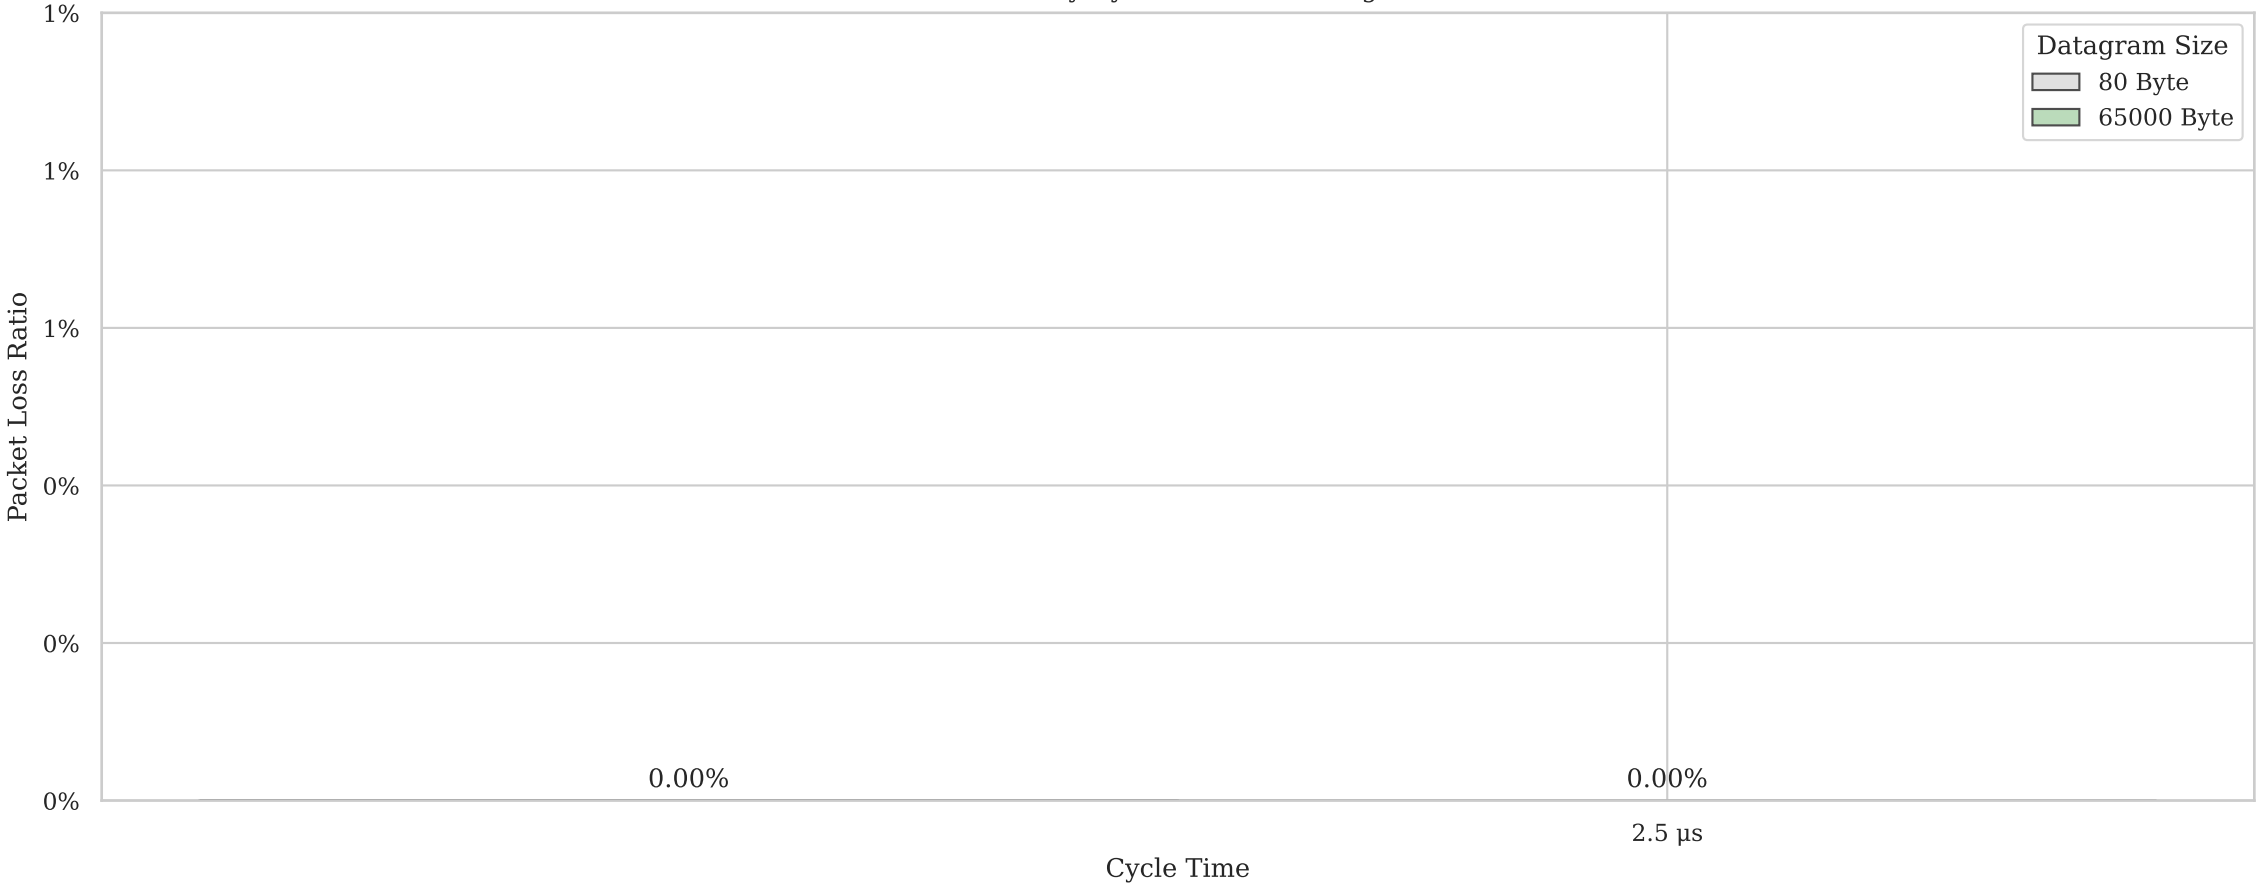 1%
Datagram Size
80 Byte
65000 Byte
1%
1%
Packet Loss Ratio
0%
0%
0.00%
0.00%
0%
2.5 µs
Cycle Time